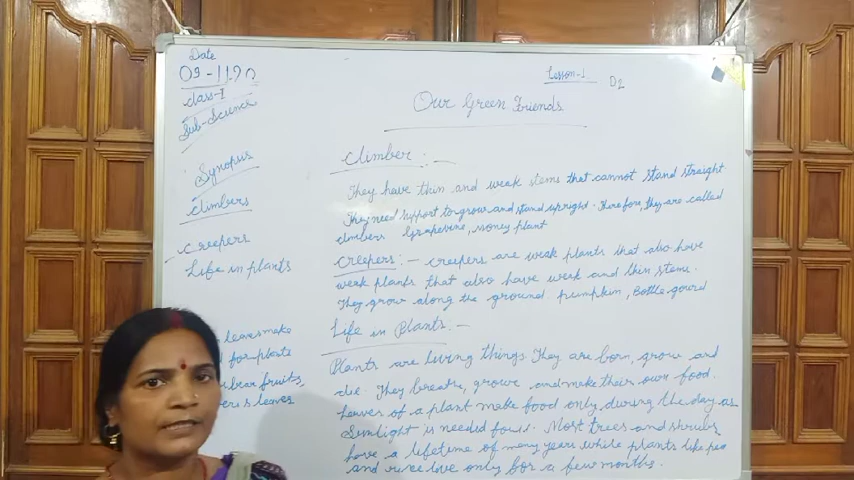 Date
09-11.20
class-I
Sub-Science
Synopus
climbers
creepers
Life in plants
leaves make
for plants
bear fruits,
leaves
Lesson-1
D2
Our Green Friends
climber :-
They have thin and weak stems that cannot stand straight
They need support to grow and stand upright. Therefore, they are called
climbers Grapevine, money plant
creepers :- creepers are weak plants that also have
weak plants that also have weak and thin stems.
They grow along the ground pumpkin, Bottle gourd
Life in Plants :-
Plants are living things They are born, grow and
die. They breathe, grow and make their own food.
Leaves of a plant make food only during the day as
Sunlight is needed for it. Most trees and shrubs
have a lifetime of many years while plants like pea
and only for a few months.